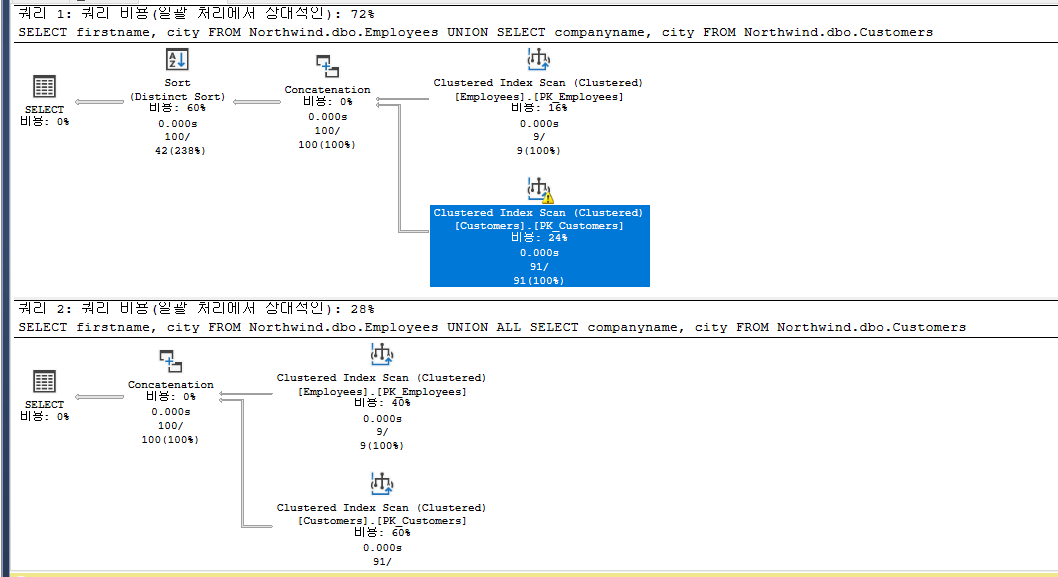 쿼리 1: 쿼리 비용(일괄 처리에서 상대적인): 72%
SELECT firstname, city FROM Northwind.dbo.Employees UNION SELECT companyname, city FROM Northwind.dbo.Customers
SELECT
비용: 0%
Sort
(Distinct Sort)
비용: 60%
0.000s
100/
42(238%)
Concatenation
비용: 0%
0.000s
100/
100(100%)
Clustered Index Scan (Clustered)
[Employees].[PK_Employees]
비용: 16%
0.000s
9/
9(100%)
Clustered Index Scan (Clustered)
[Customers].[PK_Customers]
비용: 24%
0.000s
91/
91(100%)
쿼리 2: 쿼리 비용(일괄 처리에서 상대적인): 28%
SELECT firstname, city FROM Northwind.dbo.Employees UNION ALL SELECT companyname, city FROM Northwind.dbo.Customers
SELECT
비용: 0%
Concatenation
비용: 0%
0.000s
100/
100(100%)
Clustered Index Scan (Clustered)
[Employees].[PK_Employees]
비용: 40%
0.000s
9/
9(100%)
Clustered Index Scan (Clustered)
[Customers].[PK_Customers]
비용: 60%
0.000s
91/